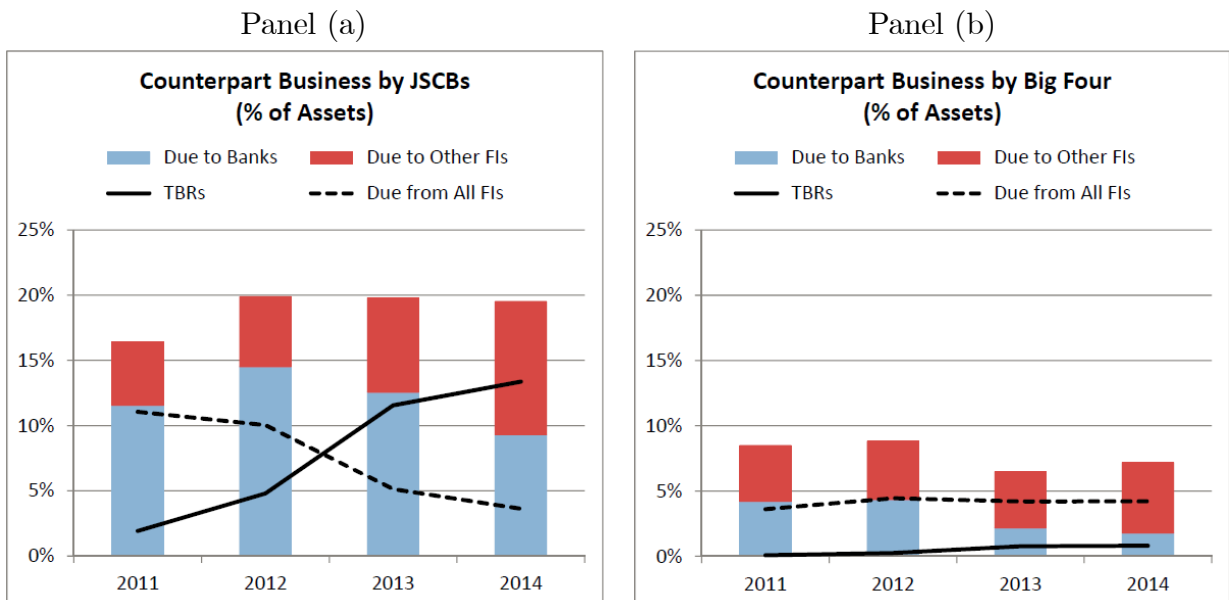 Panel (a)
Counterpart Business by JSCBs
(% of Assets)
Due to Banks
Due to Other FIs
TBRs
Due from All FIs
25%
20%
15%
10%
5%
0%
2011
2012
2013
2014
Panel (b)
Counterpart Business by Big Four
(% of Assets)
Due to Banks
Due to Other FIs
TBRs
Due from All FIs
25%
20%
15%
10%
5%
0%
2011
2012
2013
2014